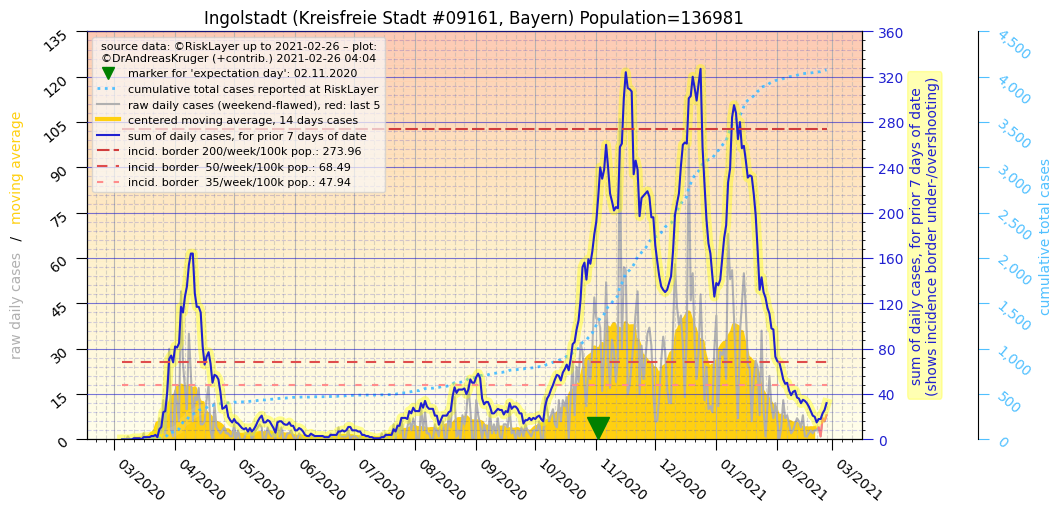 Ingolstadt (Kreisfreie Stadt #09161, Bayern) Population=136981
source data: ©RiskLayer up to 2021-02-26 – plot:
©DrAndreasKruger (+contrib.) 2021-02-26 04:04
marker for 'expectation day': 02.11.2020
cumulative total cases reported at RiskLayer
raw daily cases (weekend-flawed), red: last 5
centered moving average, 14 days cases
sum of daily cases, for prior 7 days of date
incid. border 200/week/100k pop.: 273.96
incid. border  50/week/100k pop.: 68.49
incid. border  35/week/100k pop.: 47.94
raw daily cases / moving average
135
120
105
90
75
60
45
30
15
0
03/2020
04/2020
05/2020
06/2020
07/2020
08/2020
09/2020
10/2020
11/2020
12/2020
01/2021
02/2021
03/2021
360
320
280
240
200
160
120
80
40
0
sum of daily cases, for prior 7 days of date
(shows incidence border under-/overshooting)
4,500
4,000
3,500
3,000
2,500
2,000
1,500
1,000
500
0
cumulative total cases